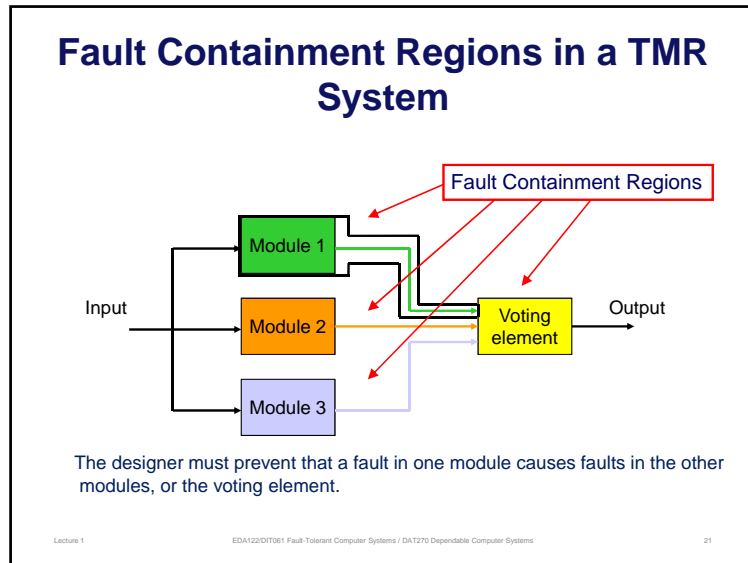 Fault Containment Regions in a TMR
System
Fault Containment Regions
Module 1
Input
Module 2
Voting
element
Output
Module 3
The designer must prevent that a fault in one module causes faults in the other
modules, or the voting element.
Lecture 1
EDA122/DIT061 Fault-Tolerant Computer Systems / DAT270 Dependable Computer Systems
21